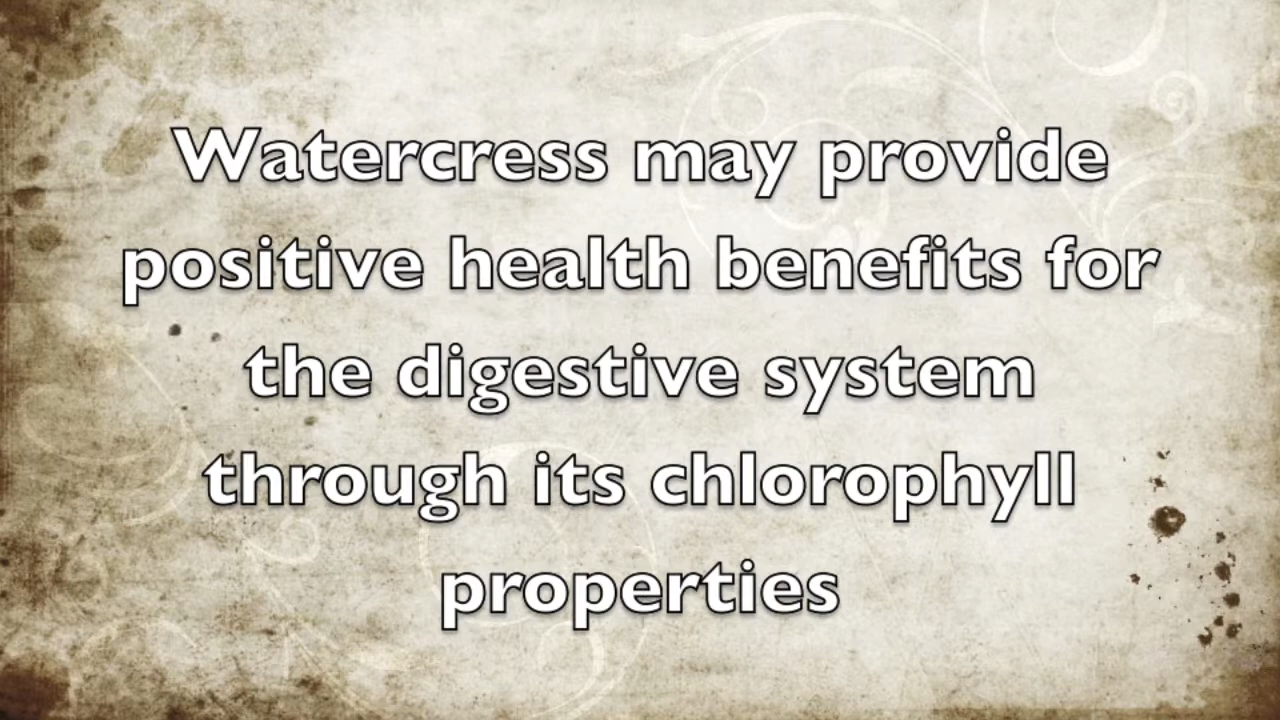 Watercress may provide
positive health benefits for
the digestive system
through its chlorophyll
properties